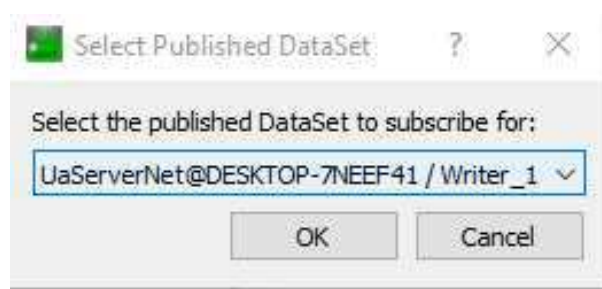 Select Published DataSet ?
Select the published DataSet to subscribe for:
UaServerNet@DESKTOP-7NEEF41 / Writer_1
OK Cancel